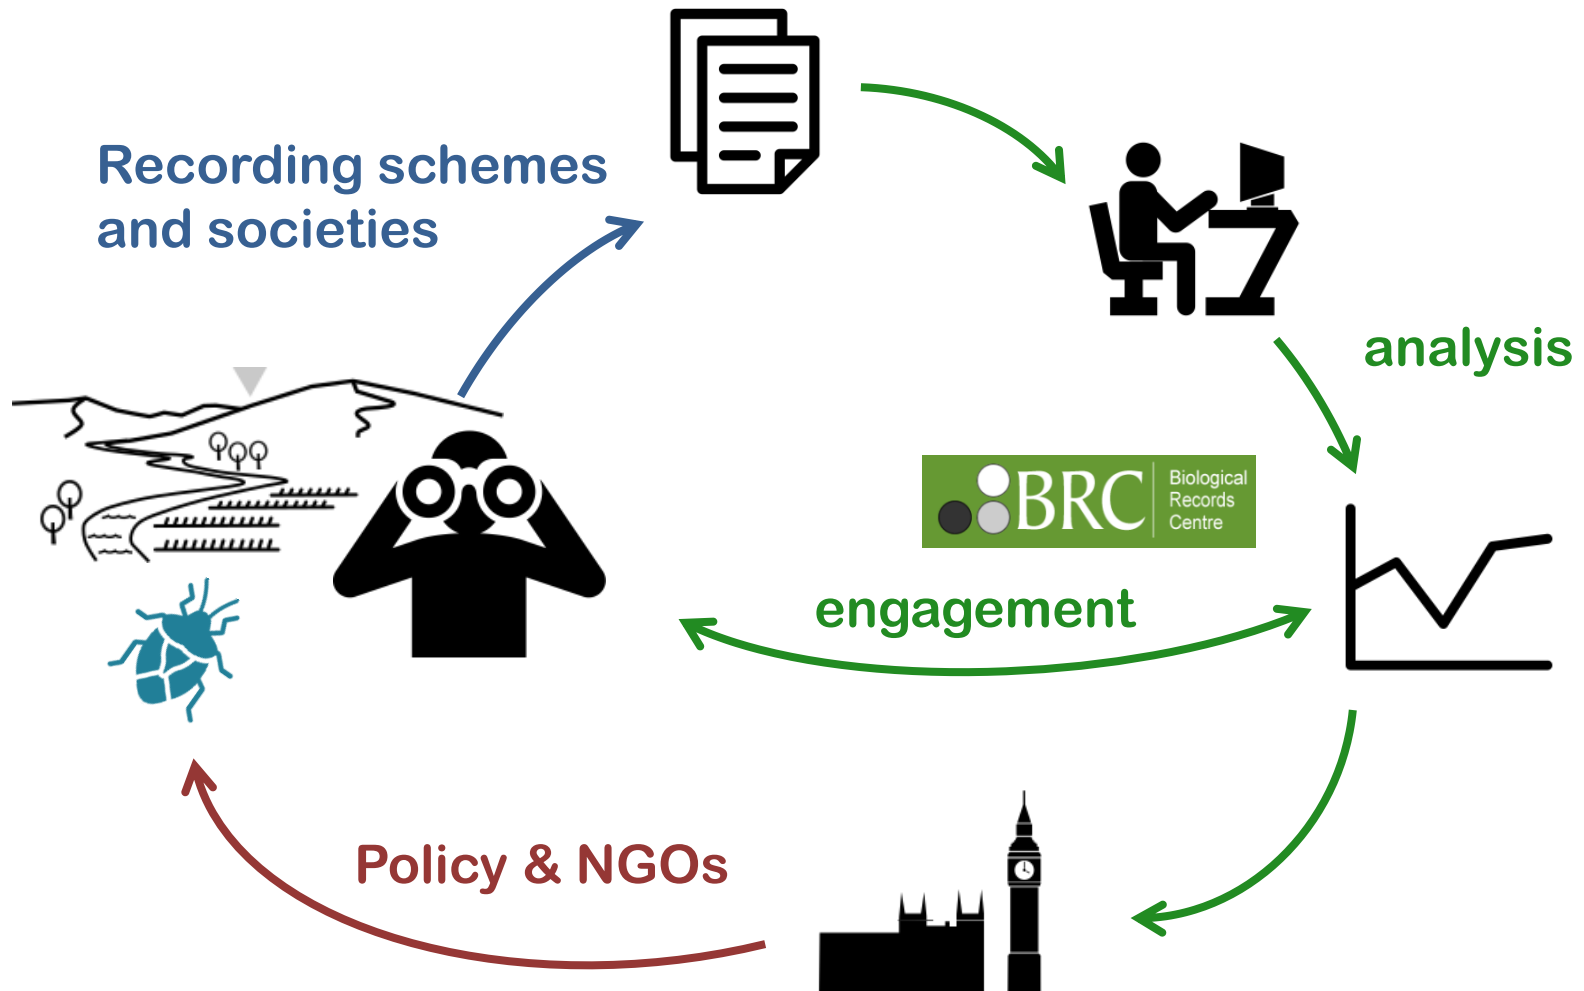 Recording schemes
and societies
analysis
BRC
Biological
Records
Centre
engagement
Policy & NGOs